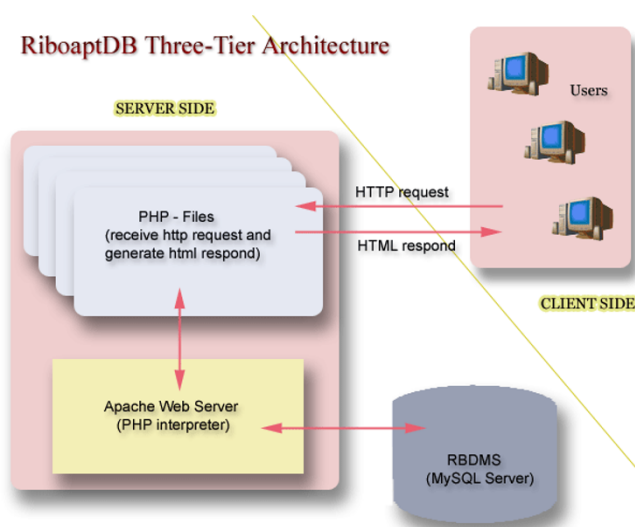 RiboaptDB Three-Tier Architecture
Users
SERVER SIDE
HTTP request
PHP - Files
(receive http request and
generate html respond)
HTML respond
CLIENT SIDE
Apache Web Server
(PHP interpreter)
RBDMS
(MySQL Server)